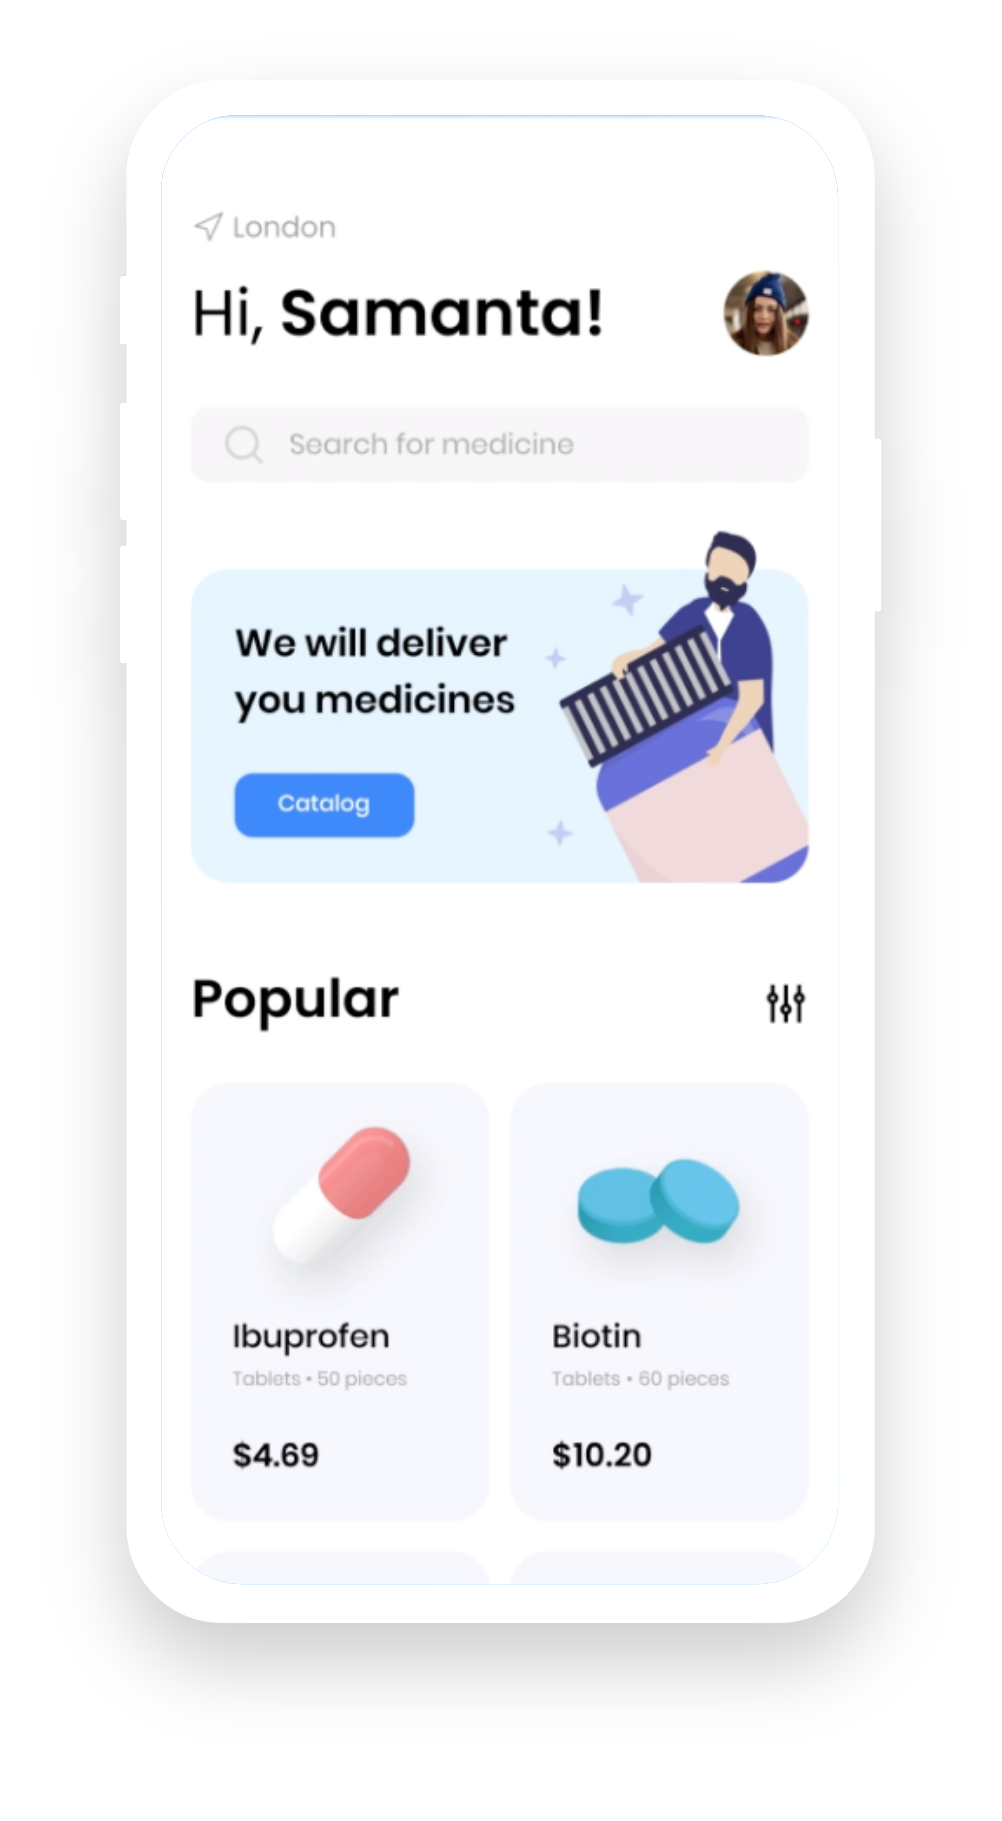 London
Hi, Samanta!
Search for medicine
We will deliver
you medicines
Catalog
Popular
Ibuprofen
Tablets • 50 pieces
$4.69
Biotin
Tablets • 60 pieces
$10.20